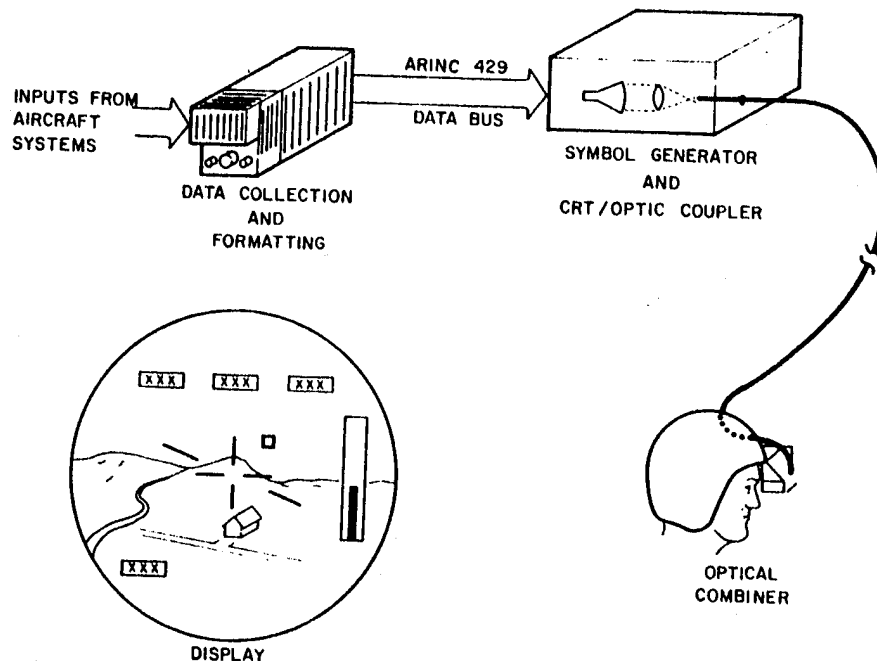 INPUTS FROM
AIRCRAFT
SYSTEMS
DATA COLLECTION
AND
FORMATTING
ARINC 429
DATA BUS
SYMBOL GENERATOR
AND
CRT/OPTIC COUPLER
XXX XXX XXX
XXX
DISPLAY
OPTICAL
COMBINER